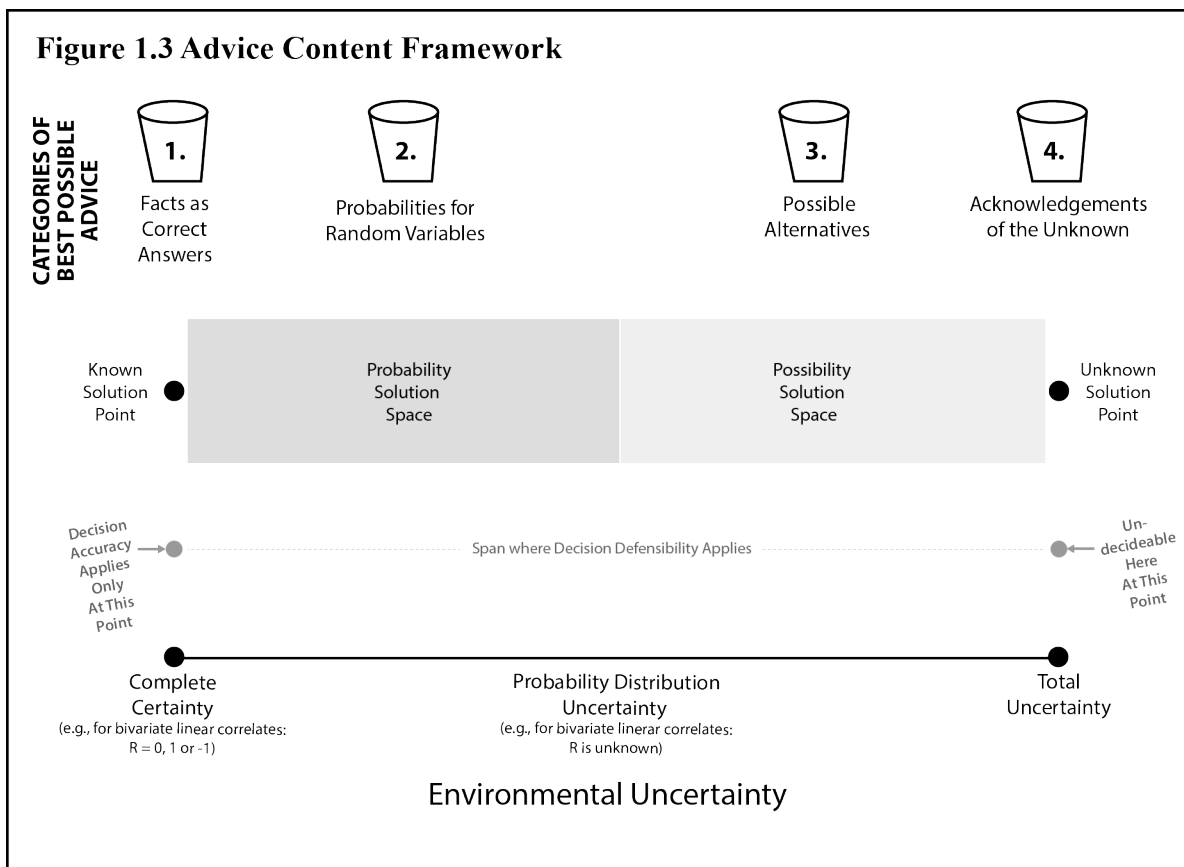 Figure 1.3 Advice Content Framework
CATEGORIES OF
BEST POSSIBLE
ADVICE
1.
Facts as
Correct
Answers
2.
Probabilities for
Random Variables
3.
Possible
Alternatives
4.
Acknowledgements
of the Unknown
Known
Solution
Point
Probability
Solution
Space
Possibility
Solution
Space
Unknown
Solution
Point
Decision
Accuracy
Applies
Only
At This
Point
Span where Decision Defensibility Applies
Un-
decideable
Here
At This
Point
Complete
Certainty
(e.g., for bivariate linear correlates:
R = 0, 1 or -1)
Probability Distribution
Uncertainty
(e.g., for bivariate linerar correlates:
R is unknown)
Total
Uncertainty
Environmental Uncertainty